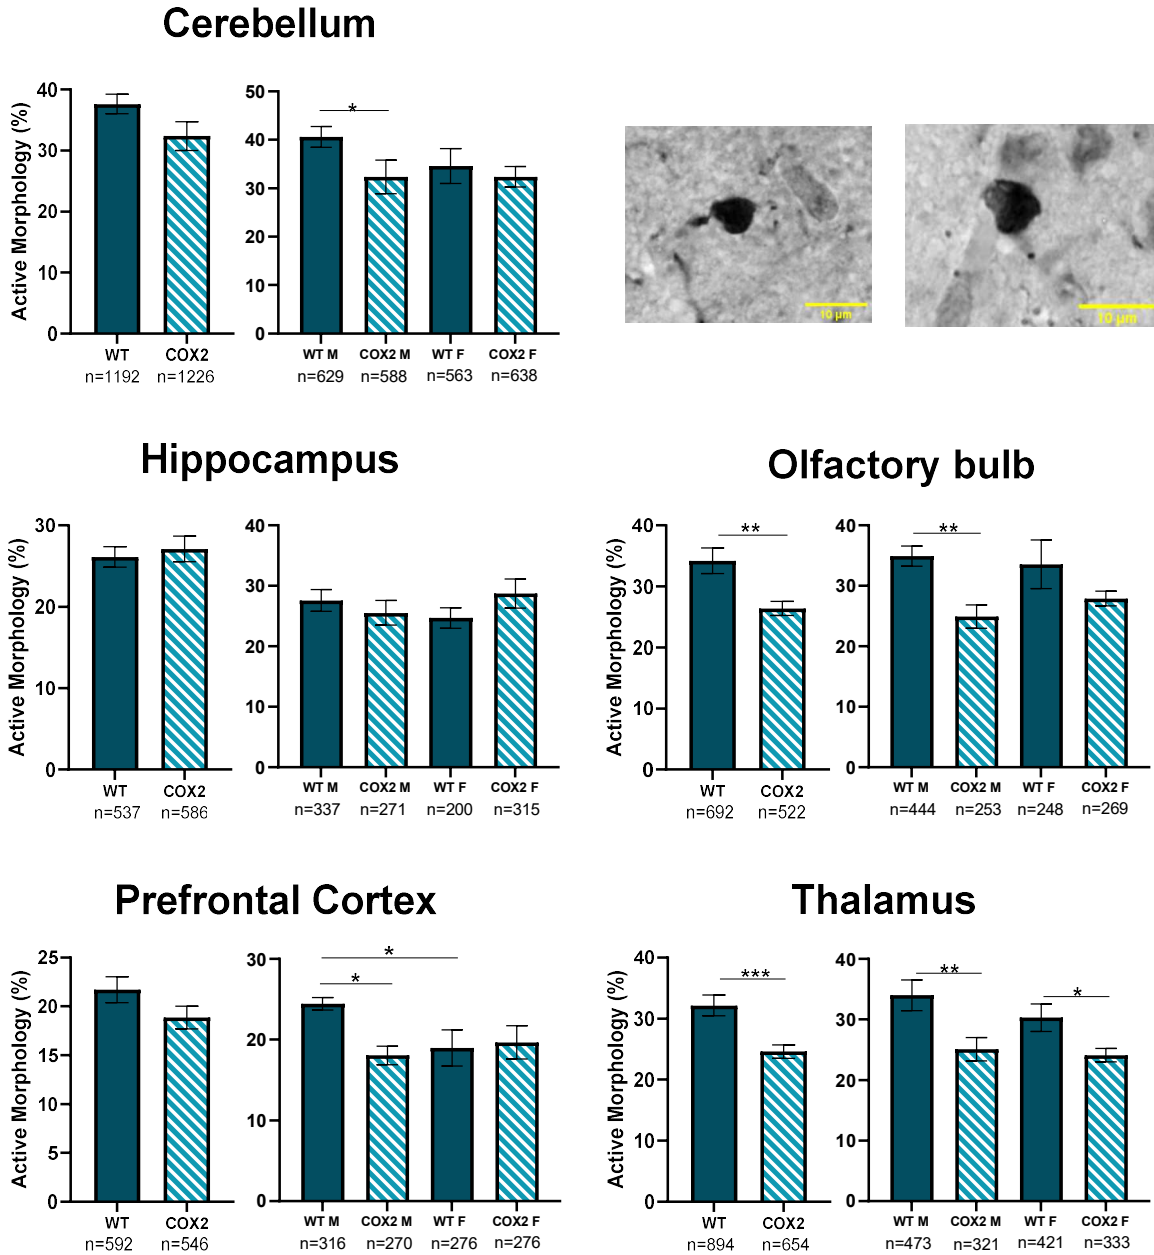 Cerebellum
Active Morphology (%)
40
30
20
10
0
WT COX2
n=1192 n=1226
50
40
30
20
10
0
*
WT M COX2 M WT F COX2 F
n=629 n=588 n=563 n=638
10 µm
10 µm
Hippocampus
Active Morphology (%)
30
20
10
0
WT COX2
n=537 n=586
40
30
20
10
0
WT M COX2 M WT F COX2 F
n=337 n=271 n=200 n=315
Olfactory bulb
Active Morphology (%)
40
30
20
10
0
**
WT COX2
n=692 n=522
40
30
20
10
0
**
WT M COX2 M WT F COX2 F
n=444 n=253 n=248 n=269
Prefrontal Cortex
Active Morphology (%)
25
20
15
10
5
0
WT COX2
n=592 n=546
30
20
10
0
*
*
WT M COX2 M WT F COX2 F
n=316 n=270 n=276 n=276
Thalamus
Active Morphology (%)
40
30
20
10
0
***
WT COX2
n=894 n=654
40
30
20
10
0
**
*
WT M COX2 M WT F COX2 F
n=473 n=321 n=421 n=333